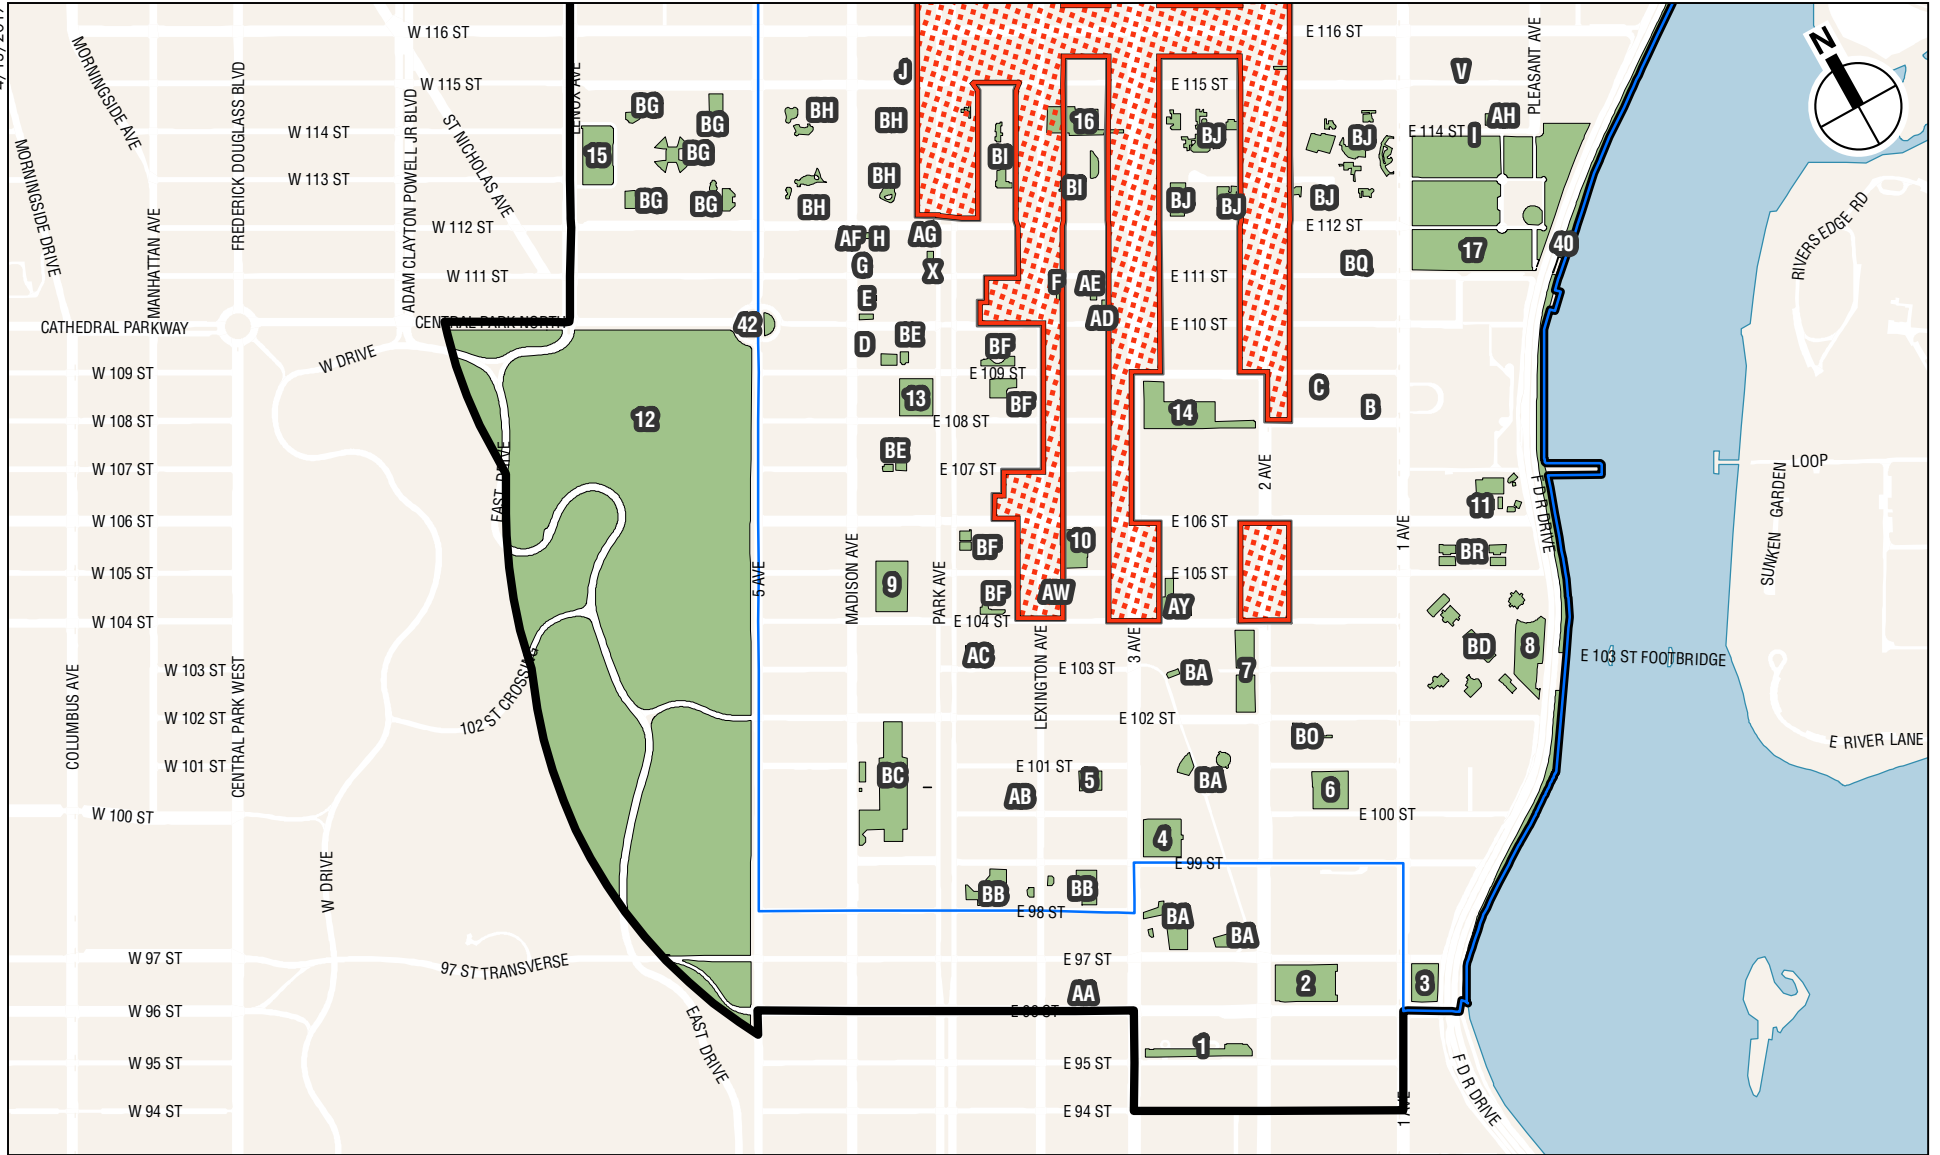 W 116 ST
E 116 ST
PLEASANT AVE
N
MORNINGSIDE AVE
FREDERICK DOUGLASS BLVD
ADAM CLAYTON POWELL JR BLVD
LENOX AVE
J
V
W 115 ST
E 115 ST
ST NICHOLAS AVE
BG
BG
BH
BH
16
BJ
BJ
AH
E 114 ST
I
W 114 ST
15
BG
BI
MORNINGSIDE DRIVE
W 113 ST
BH
BI
BG
BG
BH
BJ
BJ
BJ
MANHATTAN AVE
W 112 ST
E 112 ST
AF
H
AG
17
40
RIVERS EDGE RD
W 111 ST
G
X
F
AE
E 111 ST
BQ
E
CATHEDRAL PARKWAY
CENTRAL PARK NORTH
42
AD
E 110 ST
W DRIVE
D
BE
BF
W 109 ST
E 109 ST
C
B
12
13
BF
14
W 108 ST
E 108 ST
BE
EAST DRIVE
W 107 ST
E 107 ST
2 AVE
LOOP
11
F D R DRIVE
SUNKEN GARDEN
W 106 ST
E 106 ST
1 AVE
BF
10
BR
MADISON AVE
PARK AVE
5 AVE
W 105 ST
E 105 ST
9
BF
AW
AY
W 104 ST
E 104 ST
LEXINGTON AVE
3 AVE
AC
BD
8
E 103 ST FOOTBRIDGE
W 103 ST
E 103 ST
BA
7
COLUMBUS AVE
CENTRAL PARK WEST
102 ST CROSSING
W 102 ST
E 102 ST
BO
E RIVER LANE
W 101 ST
E 101 ST
BC
AB
5
BA
6
W 100 ST
E 100 ST
4
E 99 ST
W DRIVE
BB
BB
E 98 ST
BA
BA
W 97 ST
97 ST TRANSVERSE
E 97 ST
AA
2
3
W 96 ST
E 96 ST
EAST DRIVE
1
W 95 ST
E 95 ST
F D R DRIVE
W 94 ST
E 94 ST
1 AVE